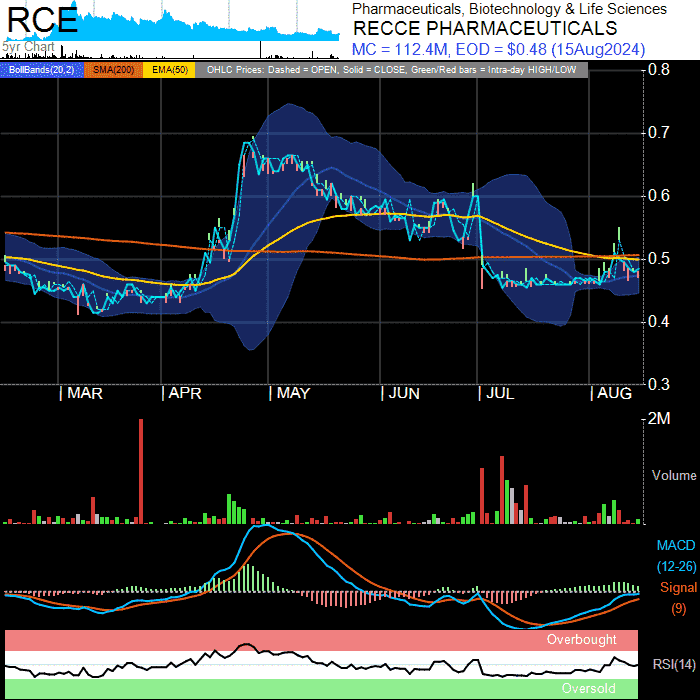 RCE
5yr Chart
Pharmaceuticals, Biotechnology & Life Sciences
RECCE PHARMACEUTICALS
MC = 112.4M, EOD = $0.48 (15Aug2024)
BollBands(20,2) SMA(200) EMA(50) OHLC Prices: Dashed = OPEN, Solid = CLOSE, Green/Red bars = Intra-day HIGH/LOW
0.8
0.7
0.6
0.5
0.4
0.3
MAR APR MAY JUN JUL AUG
2M
Volume
MACD
(12-26)
Signal
(9)
Overbought
RSI(14)
Oversold